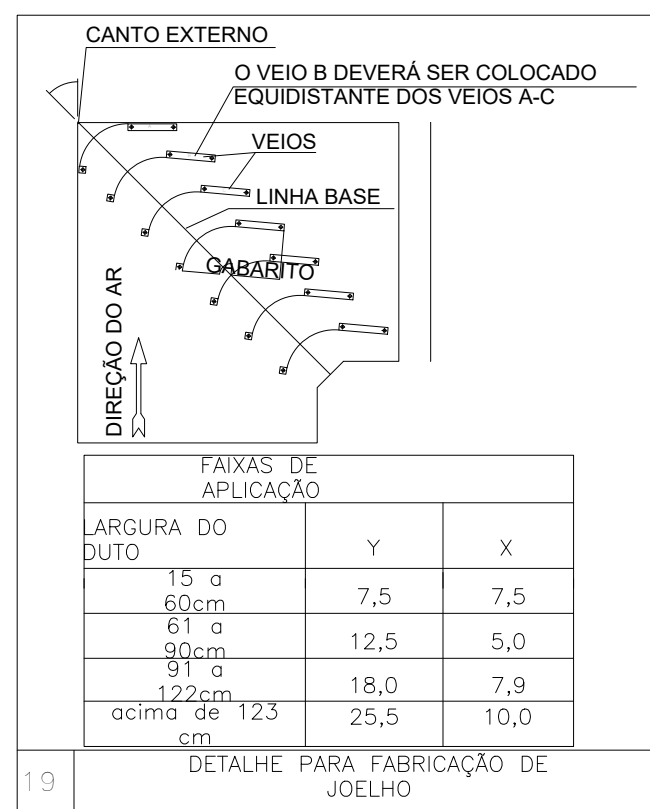 CANTO EXTERNO
O VEIO B DEVERÁ SER COLOCADO
EQUIDISTANTE DOS VEIOS A-C
VEIOS
LINHA BASE
GABARITO
DIREÇÃO DO AR
FAIXAS DE
APLICAÇÃO
LARGURA DO
DUTO
Y
X
15 a
60cm
7,5
7,5
61 a
90cm
12,5
5,0
91 a
122cm
18,0
7,9
acima de 123
cm
25,5
10,0
19
DETALHE PARA FABRICAÇÃO DE
JOELHO